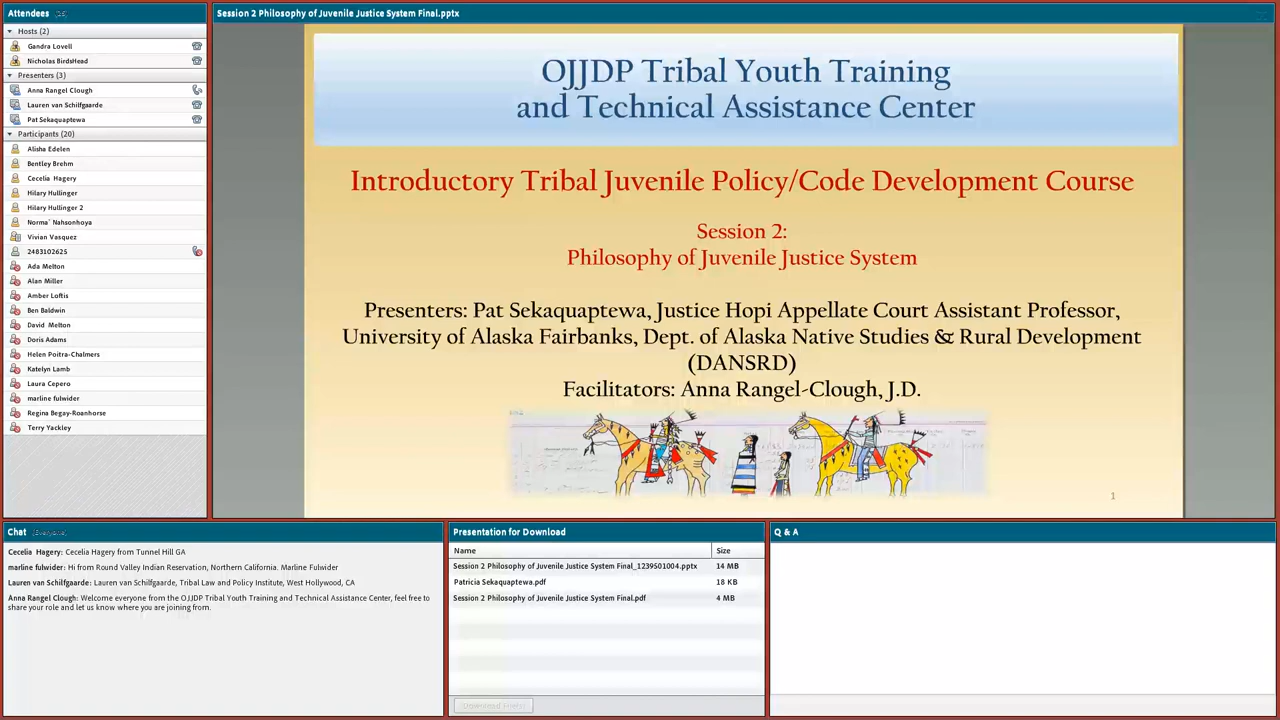 Attendees
Session 2 Philosophy of Juvenile Justice System Final.pptx
Hosts (2)
Gandra Lovell
Nicholas BirdsHead
Presenters (3)
Anna Rangel Clough
Lauren van Schilfgaarde
Pat Sekaquaptewa
Participants (20)
Alisha Edelen
Bentley Brehm
Cecelia Hagery
Hilary Hullinger
Hilary Hullinger 2
Norma` Nahsonhoya
Vivian Vasquez
2483102625
Ada Melton
Alan Miller
Amber Loftis
Ben Baldwin
David Melton
Doris Adams
Helen Poitra-Chalmers
Katelyn Lamb
Laura Cepero
marline fulwider
Regina Begay-Roanhorse
Terry Yackley
OJJDP Tribal Youth Training
and Technical Assistance Center
Introductory Tribal Juvenile Policy/Code Development Course
Session 2:
Philosophy of Juvenile Justice System
Presenters: Pat Sekaquaptewa, Justice Hopi Appellate Court Assistant Professor,
University of Alaska Fairbanks, Dept. of Alaska Native Studies & Rural Development
(DANSRD)
Facilitators: Anna Rangel-Clough, J.D.
1
Chat (Everyone)
Cecelia Hagery: Cecelia Hagery from Tunnel Hill GA
marline fulwider: Hi from Round Valley Indian Reservation, Northern California. Marline Fulwider
Lauren van Schilfgaarde: Lauren van Schilfgaarde, Tribal Law and Policy Institute, West Hollywood, CA
Anna Rangel Clough: Welcome everyone from the OJJDP Tribal Youth Training and Technical Assistance Center, feel free to
share your role and let us know where you are joining from.
Presentation for Download
Name Size
Session 2 Philosophy of Juvenile Justice System Final_1239501004.pptx 14 MB
Patricia Sekaquaptewa.pdf 18 KB
Session 2 Philosophy of Juvenile Justice System Final.pdf 4 MB
Download File(s)
Q & A